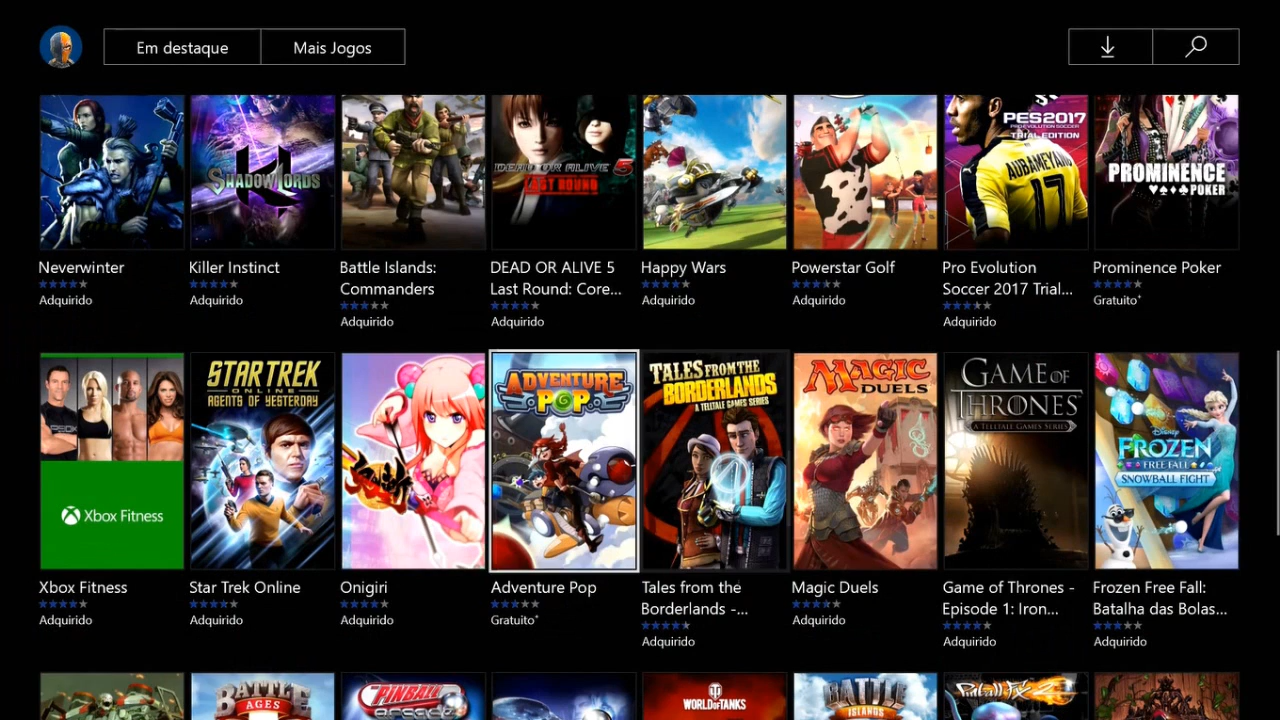 Em destaque
Mais Jogos
SHADOW LORDS
DEAD OR ALIVE 5
LAST ROUND
PES2017
PRO EVOLUTION SOCCER
TRIAL EDITION
AUBAMEYANG
17
PROMINENCE
POKER
Neverwinter
Adquirido
Killer Instinct
Adquirido
Battle Islands:
Commanders
Adquirido
DEAD OR ALIVE 5
Last Round: Core...
Adquirido
Happy Wars
Adquirido
Powerstar Golf
Adquirido
Pro Evolution
Soccer 2017 Trial...
Adquirido
Prominence Poker
Gratuito+
Xbox Fitness
STAR TREK
ONLINE
AGENTS OF YESTERDAY
ADVENTURE
POP
TALES FROM THE
BORDERLANDS
A TELLTALE GAMES SERIES
MAGIC
DUELS
GAME OF
THRONES
A TELLTALE GAMES SERIES
Disney
FROZEN
FREE FALL
SNOWBALL FIGHT
Xbox Fitness
Adquirido
Star Trek Online
Adquirido
Onigiri
Adquirido
Adventure Pop
Gratuito+
Tales from the
Borderlands -...
Adquirido
Magic Duels
Adquirido
Game of Thrones -
Episode 1: Iron...
Adquirido
Frozen Free Fall:
Batalha das Bolas...
Adquirido
BATTLE
AGES
PINBALL
arcade
WORLD OF TANKS
BATTLE
ISLANDS
Pinball FX2